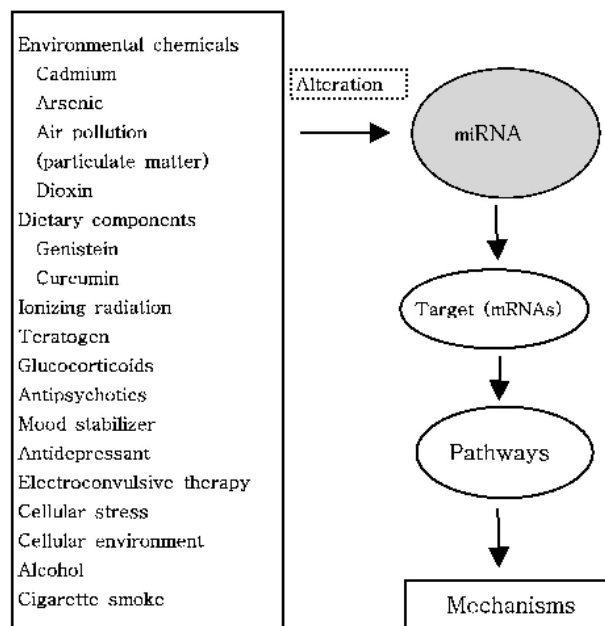 Environmental chemicals
Cadmium
Arsenic
Air pollution
(particulate matter)
Dioxin
Dietary components
Genistein
Curcumin
Ionizing radiation
Teratogen
Glucocorticoids
Antipsychotics
Mood stabilizer
Antidepressant
Electroconvulsive therapy
Cellular stress
Cellular environment
Alcohol
Cigarette smoke
Alteration
miRNA
Target (mRNAs)
Pathways
Mechanisms